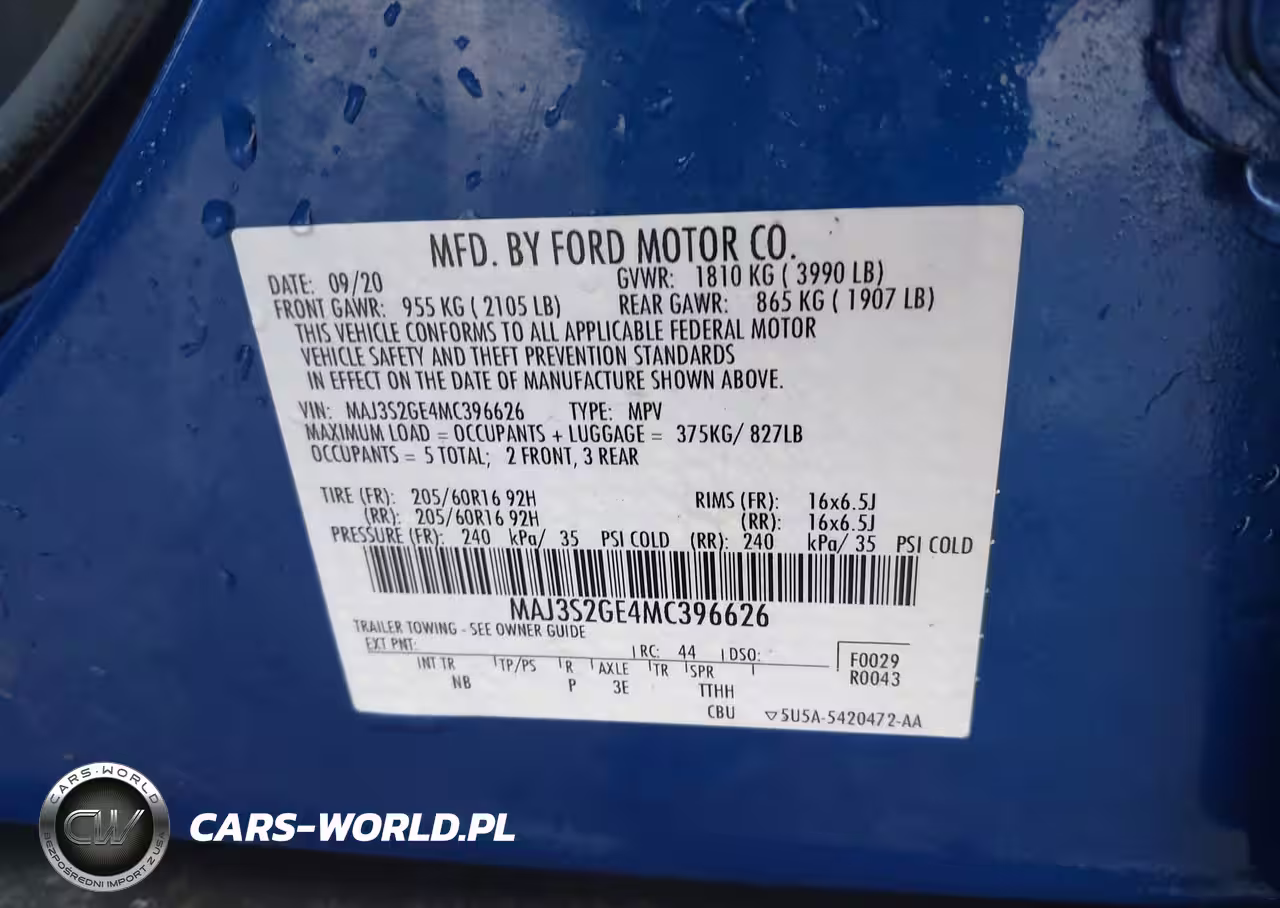 MFD. BY FORD MOTOR CO.
DATE: 09/20 GVWR: 1810 KG ( 3990 LB)
FRONT GAWR: 955 KG ( 2105 LB) REAR GAWR: 865 KG ( 1907 LB)
THIS VEHICLE CONFORMS TO ALL APPLICABLE FEDERAL MOTOR
VEHICLE SAFETY AND THEFT PREVENTION STANDARDS
IN EFFECT ON THE DATE OF MANUFACTURE SHOWN ABOVE.
VIN: MAJ3S2GE4MC396626 TYPE: MPV
MAXIMUM LOAD = OCCUPANTS + LUGGAGE = 375KG/ 827LB
OCCUPANTS = 5 TOTAL; 2 FRONT, 3 REAR
TIRE (FR): 205/60R16 92H RIMS (FR): 16x6.5J
(RR): 205/60R16 92H (RR): 16x6.5J
PRESSURE (FR): 240 kPa/ 35 PSI COLD (RR): 240 kPa/ 35 PSI COLD
MAJ3S2GE4MC396626
TRAILER TOWING - SEE OWNER GUIDE
EXT PNT: RC: 44 DSO: F0029
INT TR TP/PS R AXLE TR SPR R0043
NB P 3E TTHH
CBU ▽5U5A-5420472-AA
CARS-WORLD
CW
BEZPOŚREDNI IMPORT Z USA
CARS-WORLD.PL